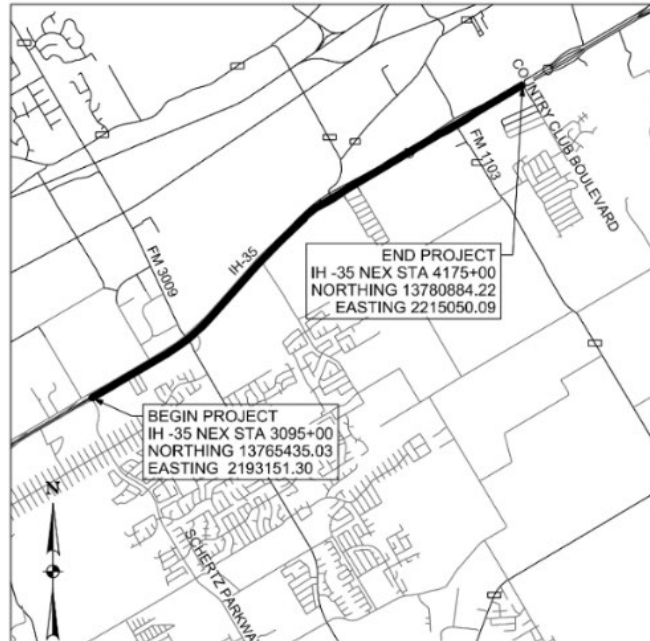 COUNTRY CLUB BOULEVARD
FM 1103
FM 3009
IH-35
END PROJECT
IH -35 NEX STA 4175+00
NORTHING 13780884.22
EASTING 2215050.09
BEGIN PROJECT
IH -35 NEX STA 3095+00
NORTHING 13765435.03
EASTING 2193151.30
N
SCHERTZ PARKWAY